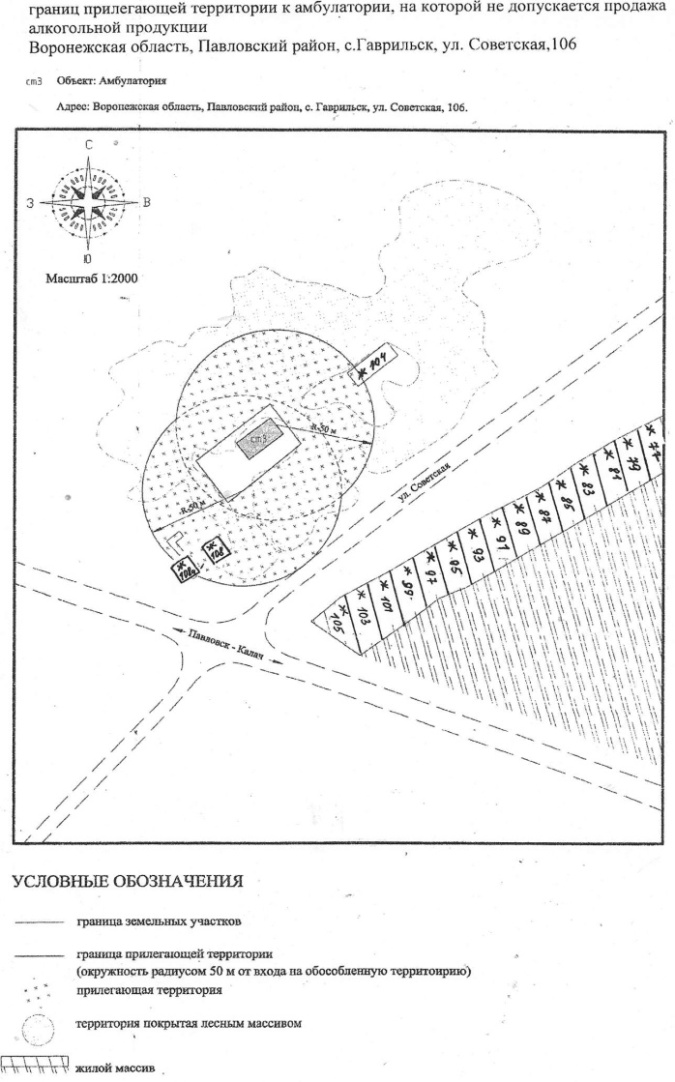 границ прилегающей территории к амбулатории, на которой не допускается продажа
алкогольной продукции
Воронежская область, Павловский район, с.Гаврильск, ул. Советская,106
ст3 Объект: Амбулатория
Адрес: Воронежская область, Павловский район, с. Гаврильск, ул. Советская, 106.
С
З
В
Ю
Масштаб 1:2000
Ж 104
ст3
R-50 м
R-50 м
ул. Советская
Ж 108
Ж 108а
Ж 79
Ж 81
Ж 83
Ж 85
Ж 87
Ж 89
Ж 91
Ж 93
Ж 95
Ж 97
Ж 99
Ж 101
Ж 103
Ж 105
Павловск - Калач
УСЛОВНЫЕ ОБОЗНАЧЕНИЯ
граница земельных участков
граница прилегающей территории
(окружность радиусом 50 м от входа на обособленную территоирию)
прилегающая территория
территория покрытая лесным массивом
жилой массив